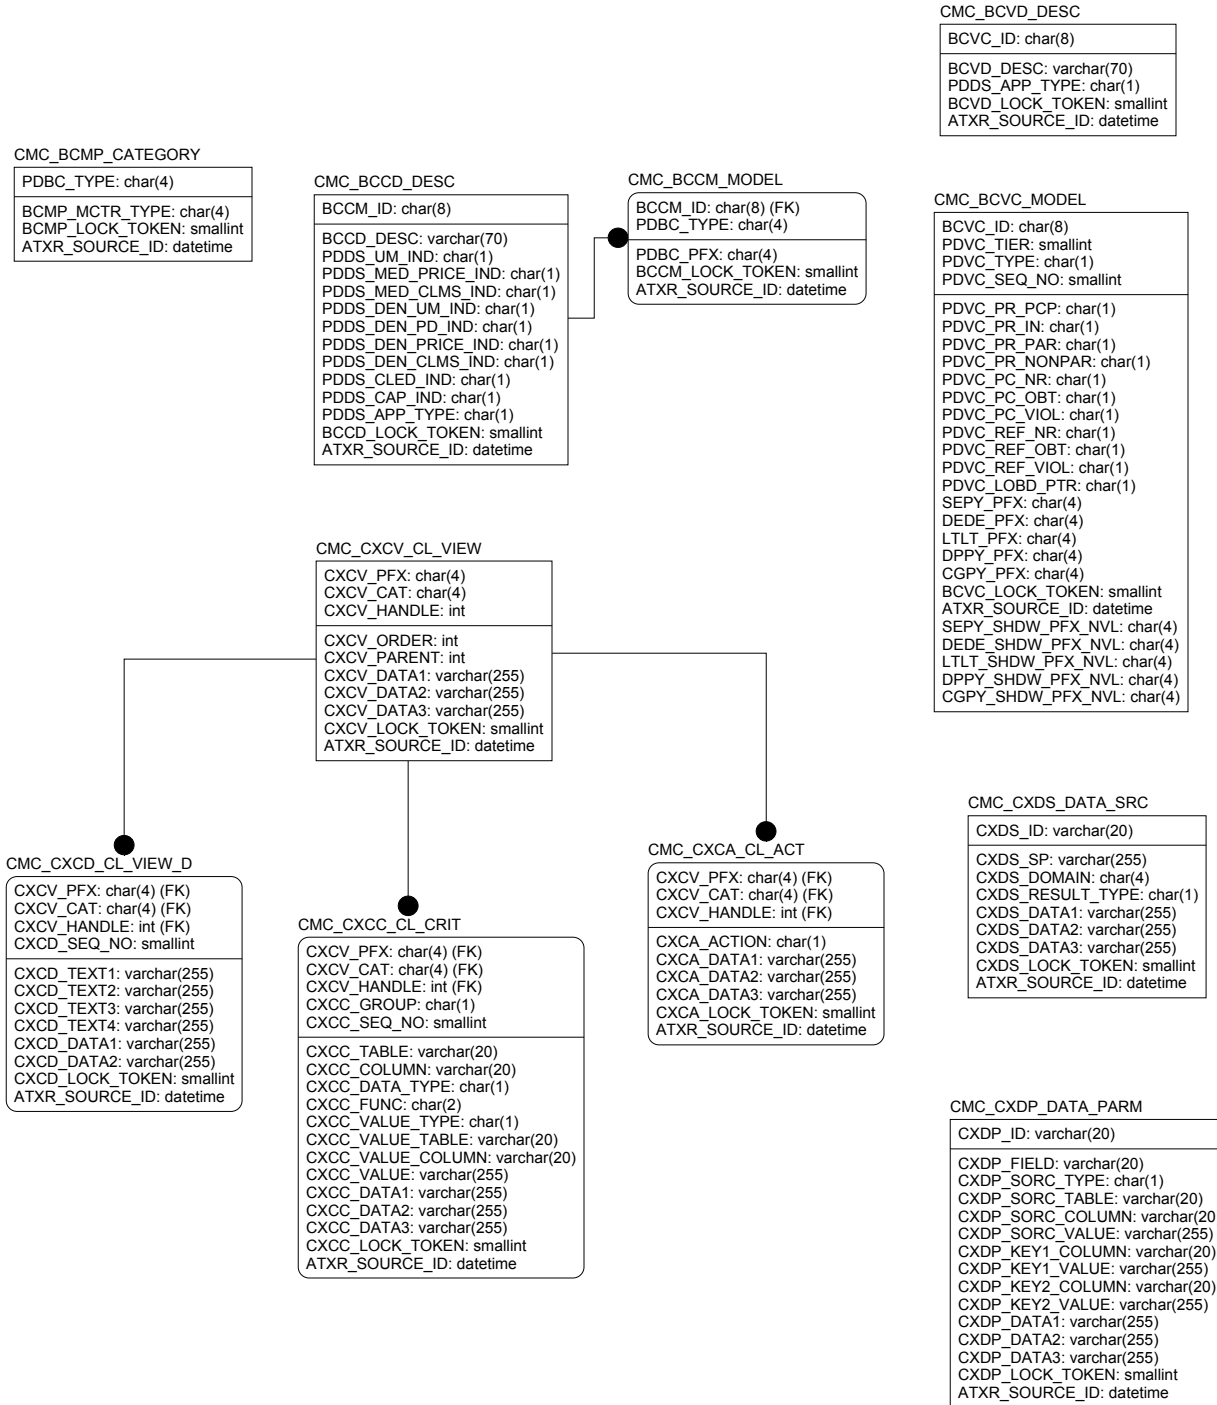 CMC_BCVD_DESC
BCVC_ID: char(8)
BCVD_DESC: varchar(70)
PDDS_APP_TYPE: char(1)
BCVD_LOCK_TOKEN: smallint
ATXR_SOURCE_ID: datetime
CMC_BCMP_CATEGORY
PDBC_TYPE: char(4)
BCMP_MCTR_TYPE: char(4)
BCMP_LOCK_TOKEN: smallint
ATXR_SOURCE_ID: datetime
CMC_BCCD_DESC
BCCM_ID: char(8)
BCCD_DESC: varchar(70)
PDDS_UM_IND: char(1)
PDDS_MED_PRICE_IND: char(1)
PDDS_MED_CLMS_IND: char(1)
PDDS_DEN_UM_IND: char(1)
PDDS_DEN_PD_IND: char(1)
PDDS_DEN_PRICE_IND: char(1)
PDDS_DEN_CLMS_IND: char(1)
PDDS_CLED_IND: char(1)
PDDS_CAP_IND: char(1)
PDDS_APP_TYPE: char(1)
BCCD_LOCK_TOKEN: smallint
ATXR_SOURCE_ID: datetime
CMC_BCCM_MODEL
BCCM_ID: char(8) (FK)
PDBC_TYPE: char(4)
PDBC_PFX: char(4)
BCCM_LOCK_TOKEN: smallint
ATXR_SOURCE_ID: datetime
CMC_BCVC_MODEL
BCVC_ID: char(8)
PDVC_TIER: smallint
PDVC_TYPE: char(1)
PDVC_SEQ_NO: smallint
PDVC_PR_PCP: char(1)
PDVC_PR_IN: char(1)
PDVC_PR_PAR: char(1)
PDVC_PR_NONPAR: char(1)
PDVC_PC_NR: char(1)
PDVC_PC_OBT: char(1)
PDVC_PC_VIOL: char(1)
PDVC_REF_NR: char(1)
PDVC_REF_OBT: char(1)
PDVC_REF_VIOL: char(1)
PDVC_LOBD_PTR: char(1)
SEPY_PFX: char(4)
DEDE_PFX: char(4)
LTLT_PFX: char(4)
DPPY_PFX: char(4)
CGPY_PFX: char(4)
BCVC_LOCK_TOKEN: smallint
ATXR_SOURCE_ID: datetime
SEPY_SHDW_PFX_NVL: char(4)
DEDE_SHDW_PFX_NVL: char(4)
LTLT_SHDW_PFX_NVL: char(4)
DPPY_SHDW_PFX_NVL: char(4)
CGPY_SHDW_PFX_NVL: char(4)
CMC_CXCV_CL_VIEW
CXCV_PFX: char(4)
CXCV_CAT: char(4)
CXCV_HANDLE: int
CXCV_ORDER: int
CXCV_PARENT: int
CXCV_DATA1: varchar(255)
CXCV_DATA2: varchar(255)
CXCV_DATA3: varchar(255)
CXCV_LOCK_TOKEN: smallint
ATXR_SOURCE_ID: datetime
CMC_CXCD_CL_VIEW_D
CXCV_PFX: char(4) (FK)
CXCV_CAT: char(4) (FK)
CXCV_HANDLE: int (FK)
CXCD_SEQ_NO: smallint
CXCD_TEXT1: varchar(255)
CXCD_TEXT2: varchar(255)
CXCD_TEXT3: varchar(255)
CXCD_TEXT4: varchar(255)
CXCD_DATA1: varchar(255)
CXCD_DATA2: varchar(255)
CXCD_LOCK_TOKEN: smallint
ATXR_SOURCE_ID: datetime
CMC_CXCC_CL_CRIT
CXCV_PFX: char(4) (FK)
CXCV_CAT: char(4) (FK)
CXCV_HANDLE: int (FK)
CXCC_GROUP: char(1)
CXCC_SEQ_NO: smallint
CXCC_TABLE: varchar(20)
CXCC_COLUMN: varchar(20)
CXCC_DATA_TYPE: char(1)
CXCC_FUNC: char(2)
CXCC_VALUE_TYPE: char(1)
CXCC_VALUE_TABLE: varchar(20)
CXCC_VALUE_COLUMN: varchar(20)
CXCC_VALUE: varchar(255)
CXCC_DATA1: varchar(255)
CXCC_DATA2: varchar(255)
CXCC_DATA3: varchar(255)
CXCC_LOCK_TOKEN: smallint
ATXR_SOURCE_ID: datetime
CMC_CXCA_CL_ACT
CXCV_PFX: char(4) (FK)
CXCV_CAT: char(4) (FK)
CXCV_HANDLE: int (FK)
CXCA_ACTION: char(1)
CXCA_DATA1: varchar(255)
CXCA_DATA2: varchar(255)
CXCA_DATA3: varchar(255)
CXCA_LOCK_TOKEN: smallint
ATXR_SOURCE_ID: datetime
CMC_CXDS_DATA_SRC
CXDS_ID: varchar(20)
CXDS_SP: varchar(255)
CXDS_DOMAIN: char(4)
CXDS_RESULT_TYPE: char(1)
CXDS_DATA1: varchar(255)
CXDS_DATA2: varchar(255)
CXDS_DATA3: varchar(255)
CXDS_LOCK_TOKEN: smallint
ATXR_SOURCE_ID: datetime
CMC_CXDP_DATA_PARM
CXDP_ID: varchar(20)
CXDP_FIELD: varchar(20)
CXDP_SORC_TYPE: char(1)
CXDP_SORC_TABLE: varchar(20)
CXDP_SORC_COLUMN: varchar(20
CXDP_SORC_VALUE: varchar(255)
CXDP_KEY1_COLUMN: varchar(20)
CXDP_KEY1_VALUE: varchar(255)
CXDP_KEY2_COLUMN: varchar(20)
CXDP_KEY2_VALUE: varchar(255)
CXDP_DATA1: varchar(255)
CXDP_DATA2: varchar(255)
CXDP_DATA3: varchar(255)
CXDP_LOCK_TOKEN: smallint
ATXR_SOURCE_ID: datetime